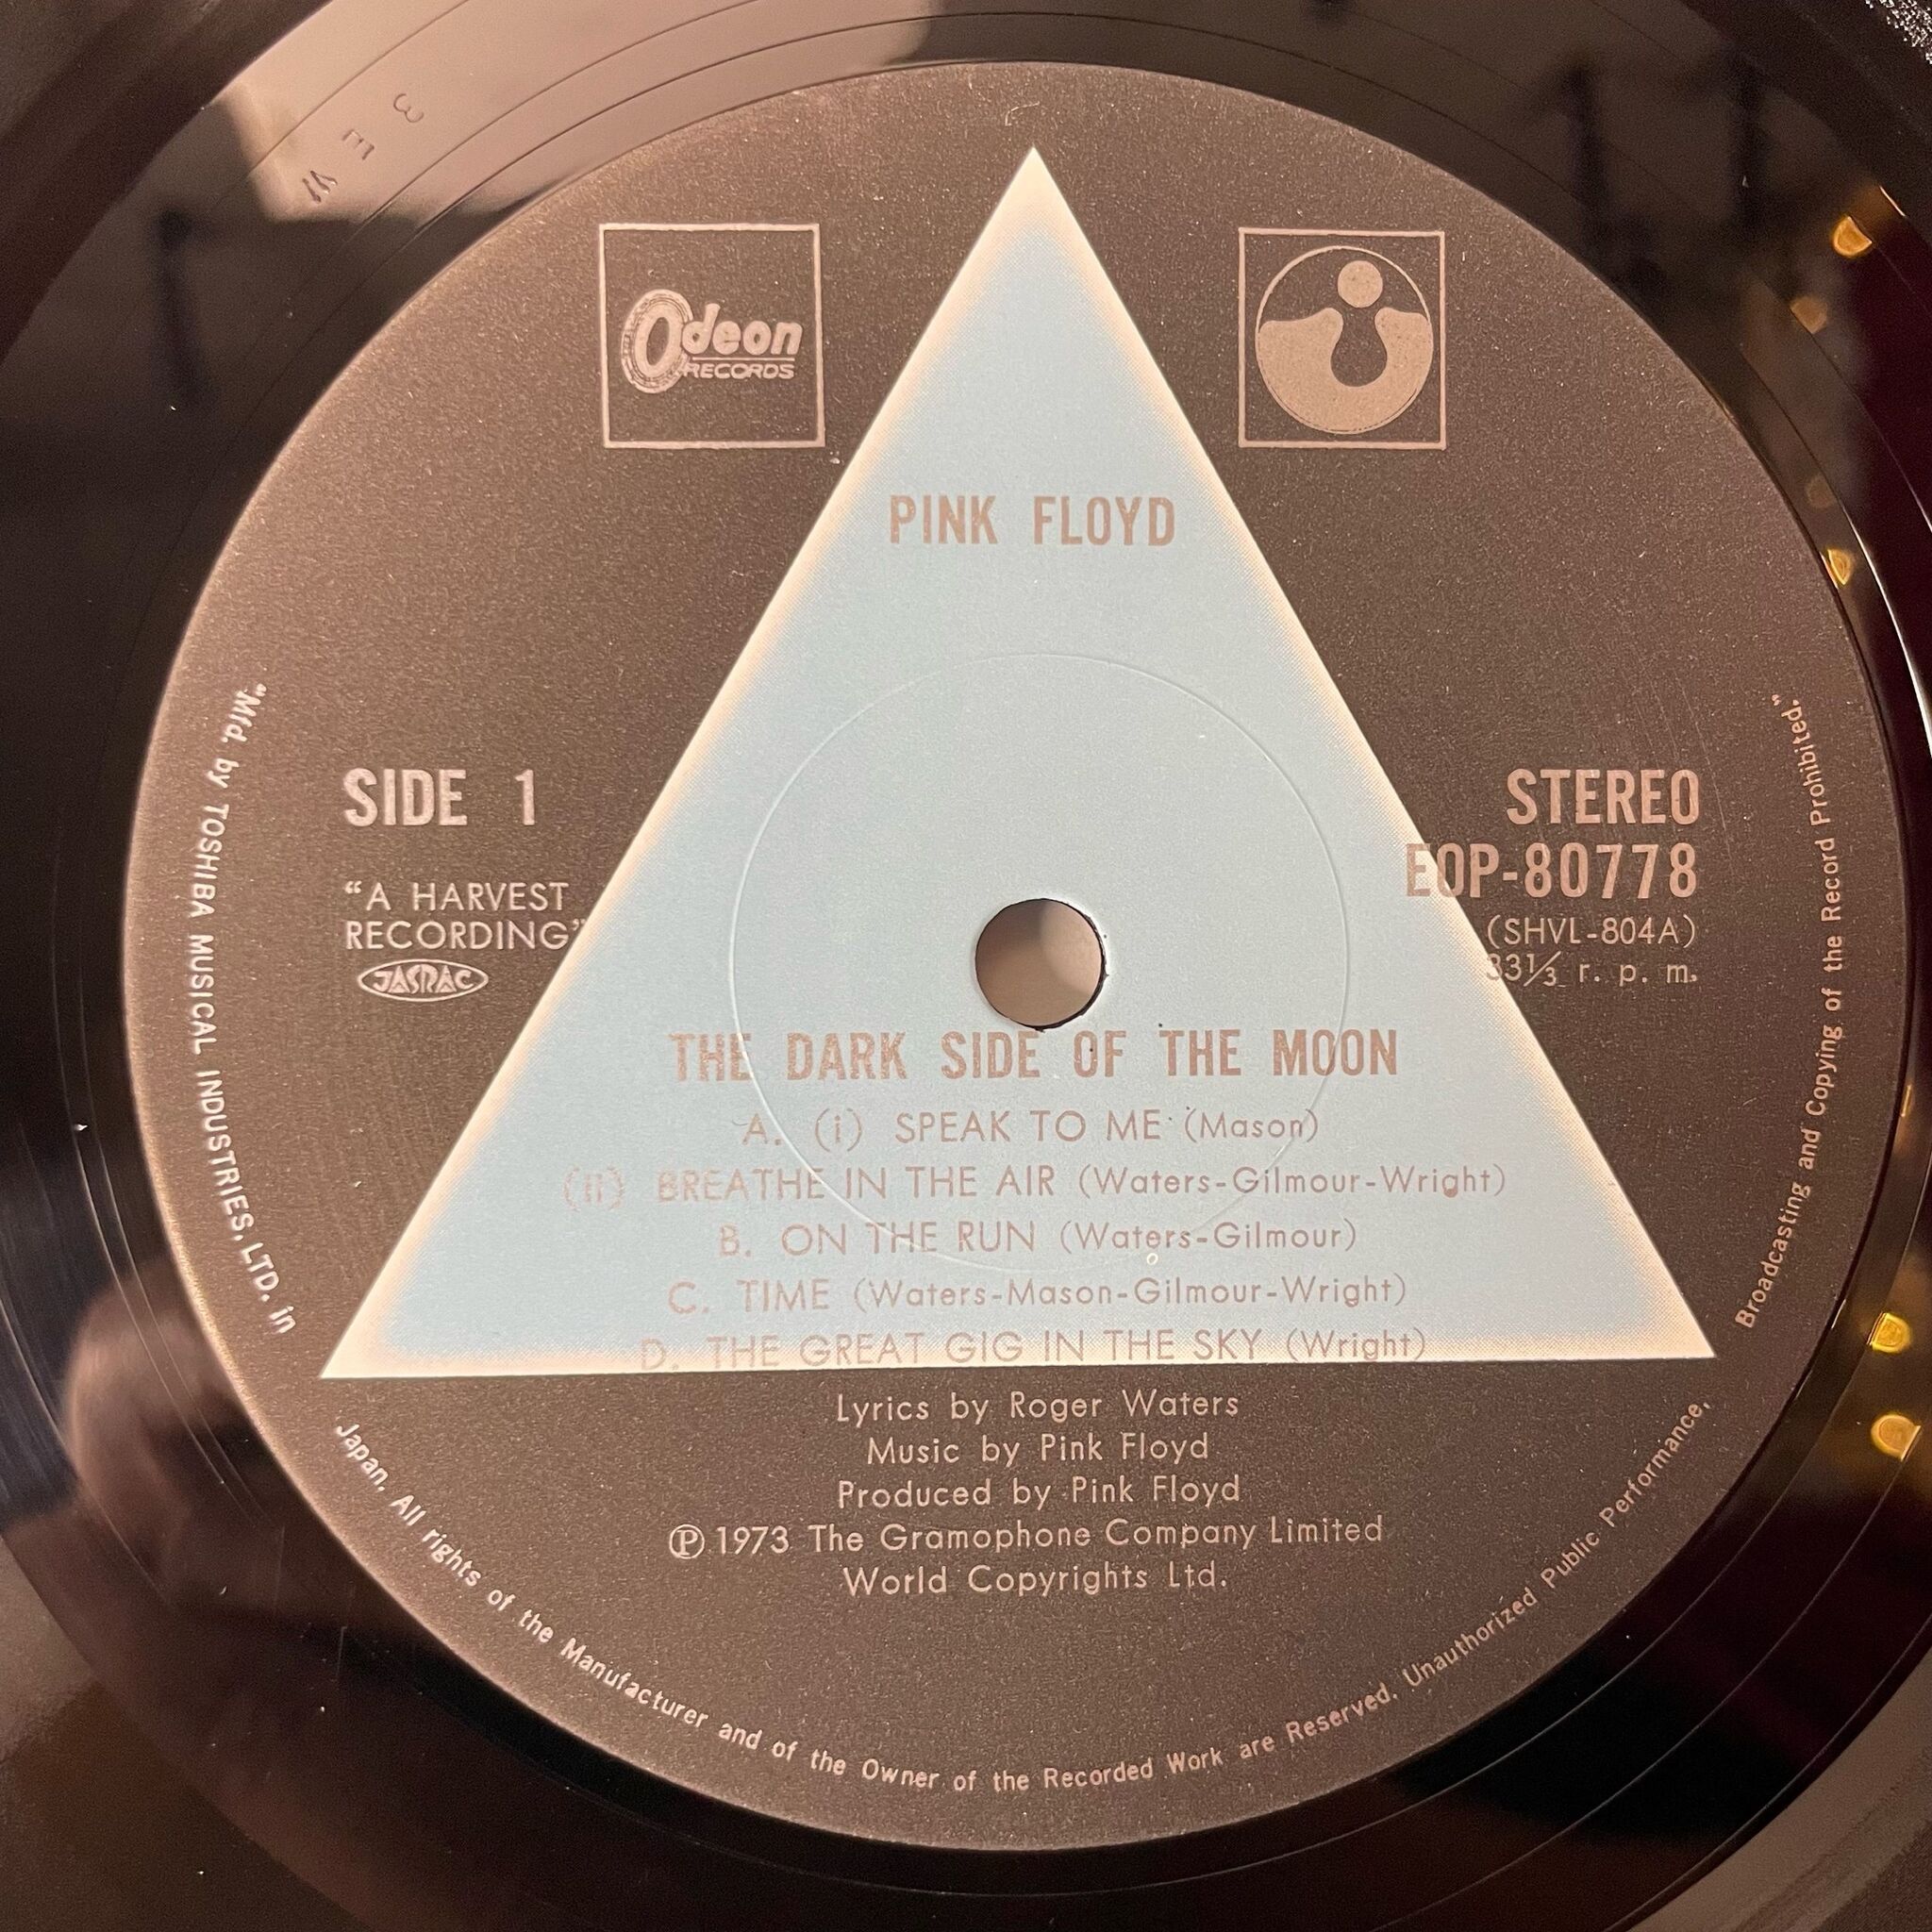 3 E W
Odeon
RECORDS
PINK FLOYD
SIDE 1
STEREO
EOP-80778
"A HARVEST
RECORDING"
(SHVL-804A)
JASRAC
33⅓ r. p. m.
THE DARK SIDE OF THE MOON
A. (i) SPEAK TO ME (Mason)
(ii) BREATHE IN THE AIR (Waters-Gilmour-Wright)
B. ON THE RUN (Waters-Gilmour)
C. TIME (Waters-Mason-Gilmour-Wright)
D. THE GREAT GIG IN THE SKY (Wright)
Lyrics by Roger Waters
Music by Pink Floyd
Produced by Pink Floyd
℗ 1973 The Gramophone Company Limited
World Copyrights Ltd.
"Mfd. by TOSHIBA MUSICAL INDUSTRIES, LTD. in Japan. All rights of the Manufacturer and of the Owner of the Recorded Work are Reserved. Unauthorized Public Performance, Broadcasting and Copying of the Record Prohibited."